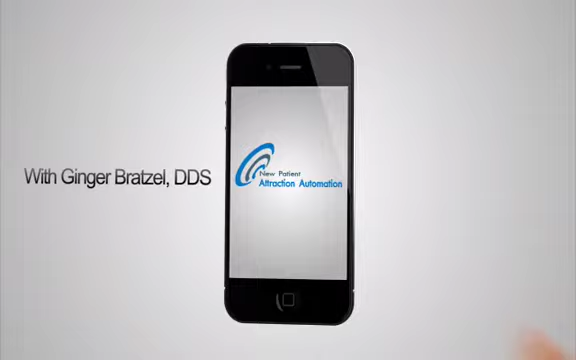 With Ginger Bratzel, DDS
New Patient
Attraction Automation